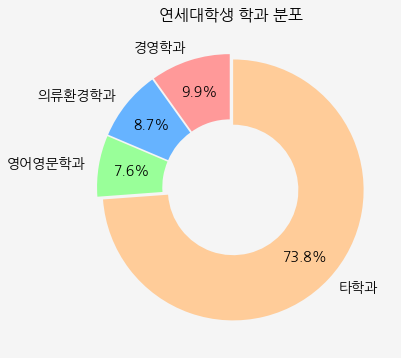 연세대학생 학과 분포
경영학과
9.9%
의류환경학과
8.7%
영어영문학과
7.6%
73.8%
타학과